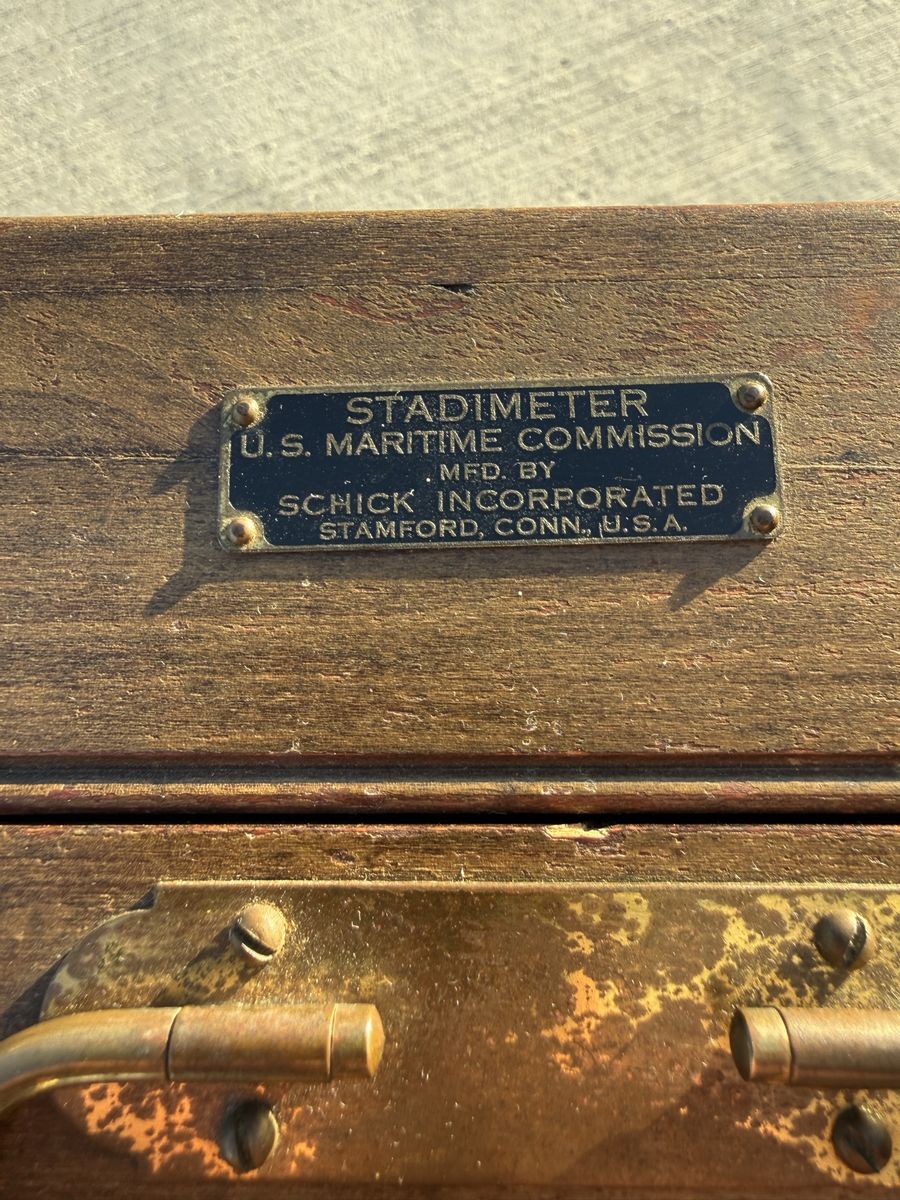 STADIMETER
U. S. MARITIME COMMISSION
MFD. BY
SCHICK INCORPORATED
STAMFORD, CONN., U.S.A.